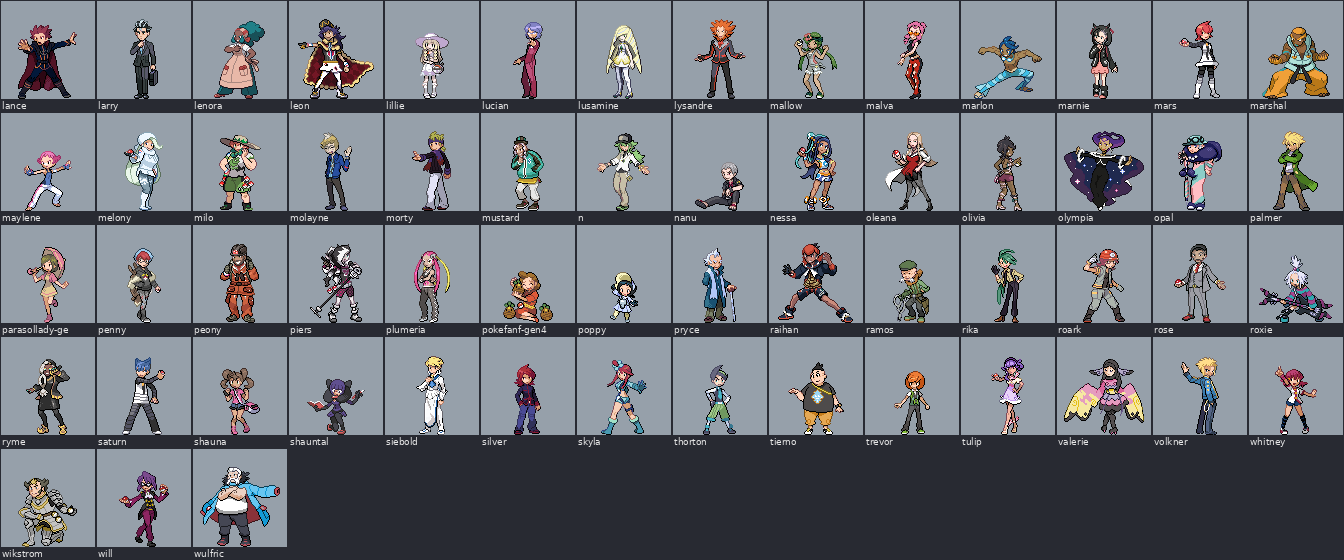 lance larry lenora leon lillie lucian lusamine lysandre mallow malva marlon marnie mars marshal
maylene melony milo molayne morty mustard n nanu nessa oleana olivia olympia opal palmer
parasollady-ge penny peony piers plumeria pokefanf-gen4 poppy pryce raihan ramos rika roark rose roxie
ryme saturn shauna shauntal siebold silver skyla thorton tierno trevor tulip valerie volkner whitney
wikstrom will wulfric